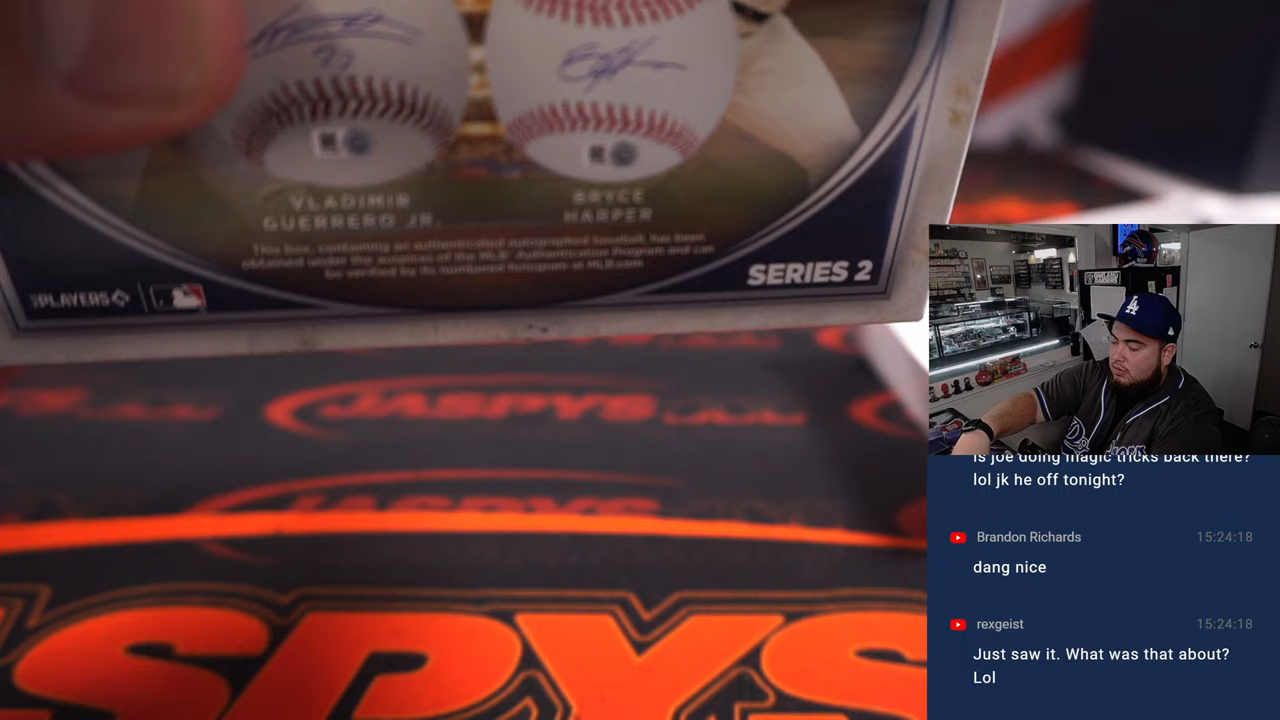 VLADIMIR
GUERRERO JR.
BRYCE
HARPER
This box, containing an authenticated autographed baseball, has been
obtained under the auspices of the MLB Authentication Program and can
be verified by its numbered hologram at MLB.com
PLAYERS
SERIES 2
JASPYS
JASPYS
SPYS
LA
is joe doing magic tricks back there?
lol jk he off tonight?
Brandon Richards 15:24:18
dang nice
rexgeist 15:24:18
Just saw it. What was that about?
Lol